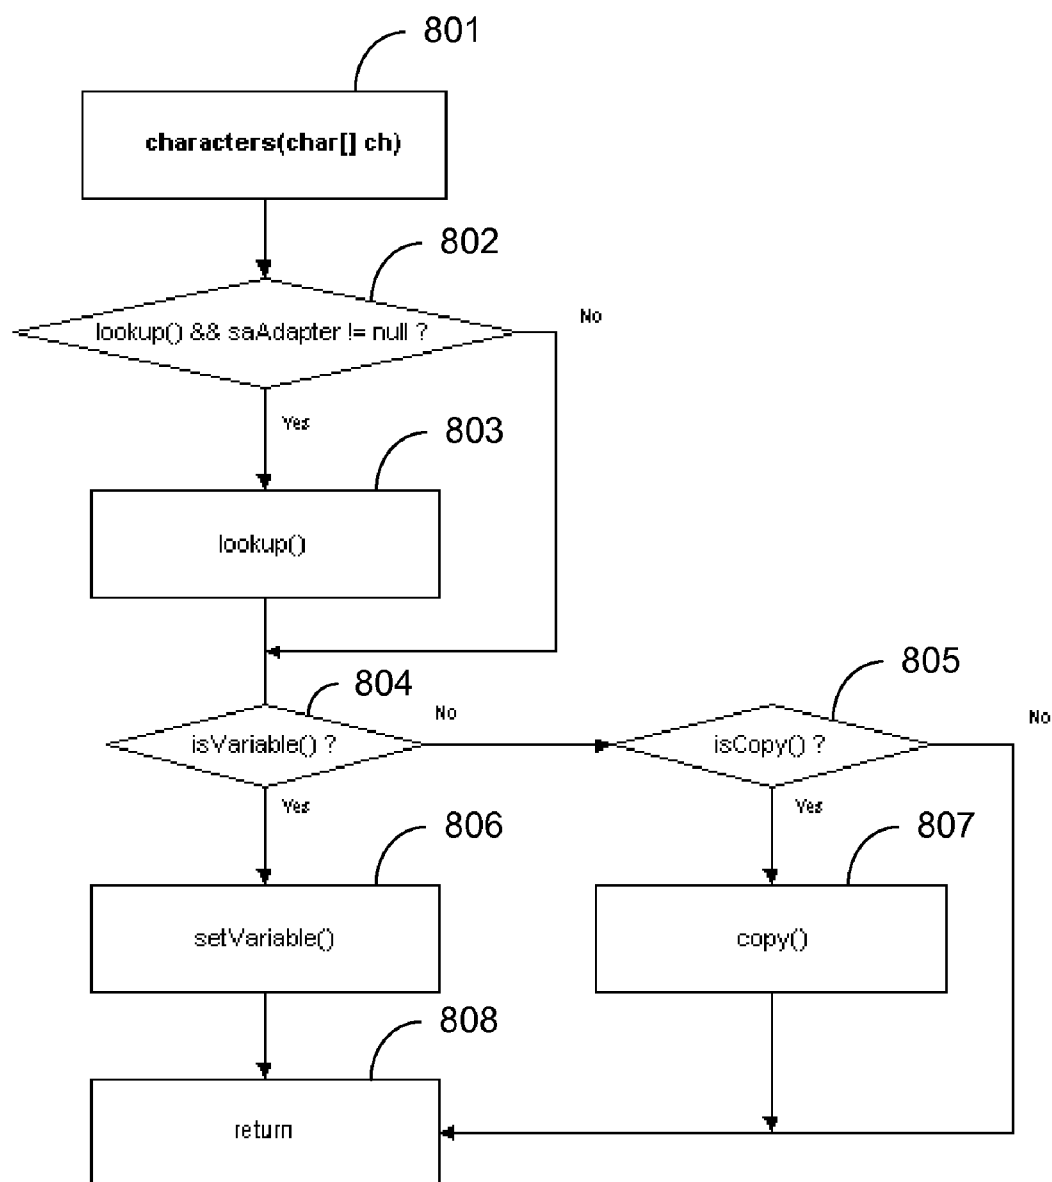 801
characters(char[] ch)
802
lookup() && saAdapter != null ?
No
Yes
803
lookup()
804
805
No
No
isVariable() ?
isCopy() ?
Yes
Yes
806
807
setVariable()
copy()
808
return